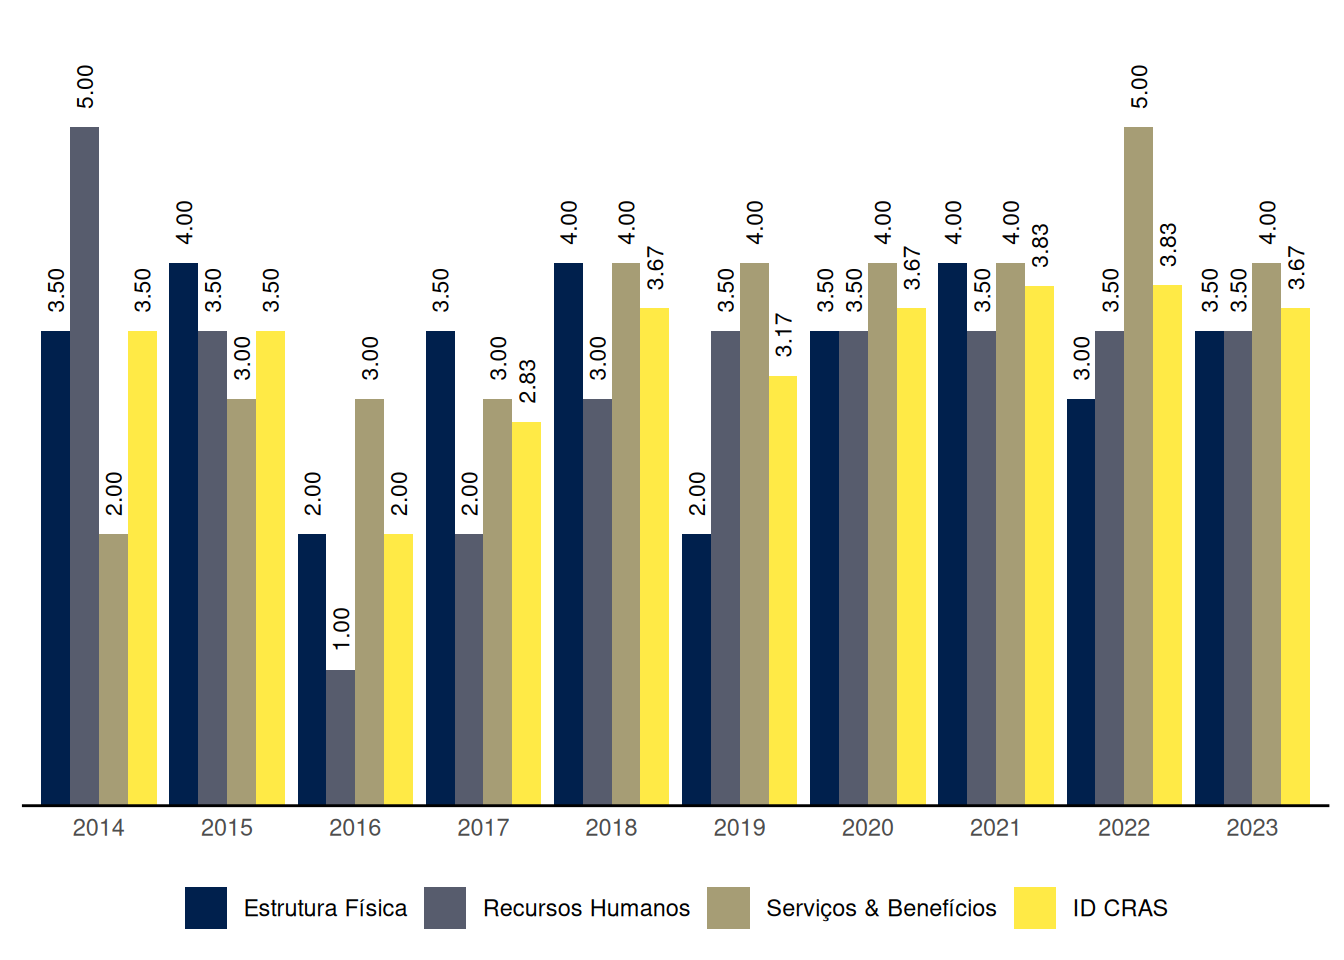 3.50 5.00 2.00 3.50
4.00 3.50 3.00 3.50
2.00 1.00 3.00 2.00
3.50 2.00 3.00 2.83
4.00 3.00 4.00 3.67
2.00 3.50 4.00 3.17
3.50 3.50 4.00 3.67
4.00 3.50 4.00 3.83
3.00 3.50 5.00 3.83
3.50 3.50 4.00 3.67
2014 2015 2016 2017 2018 2019 2020 2021 2022 2023
Estrutura Física Recursos Humanos Serviços & Benefícios ID CRAS